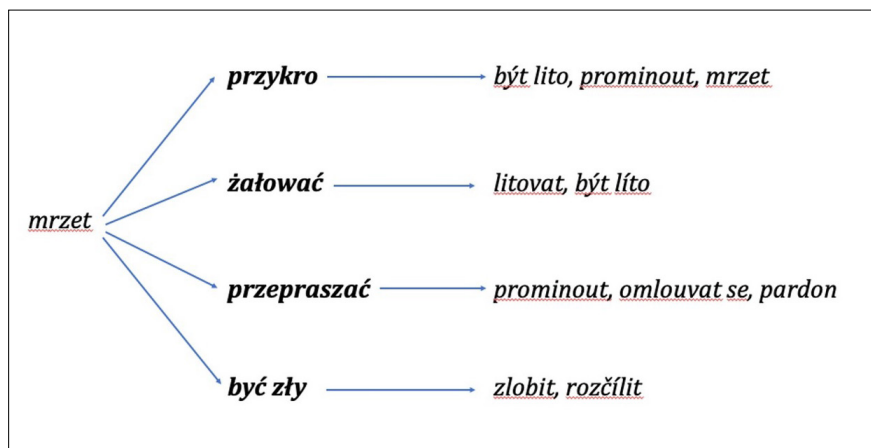 przykro být lito, prominout, mrzet
żałować litovat, být líto
mrzet
przepraszać prominout, omlouvat se, pardon
być zły zlobit, rozčílit